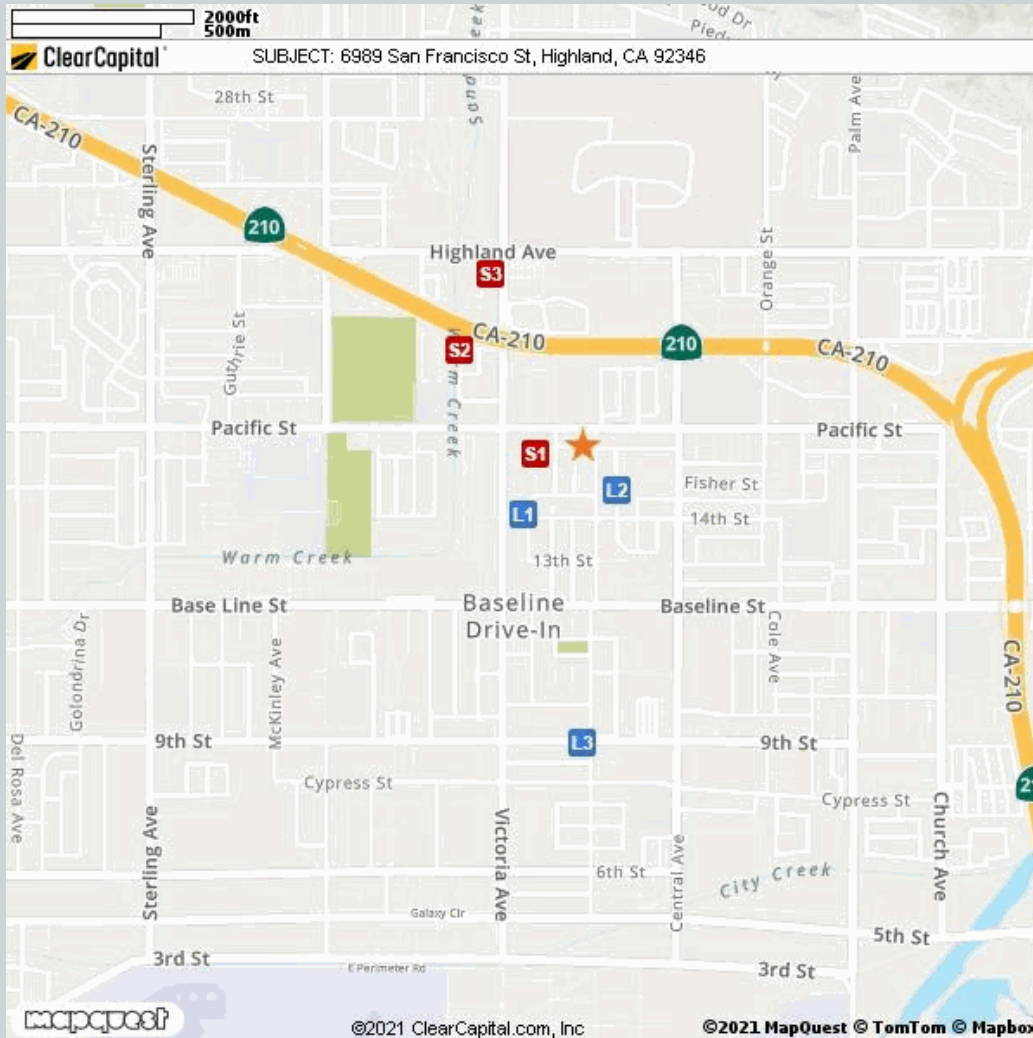 2000ft
500m
ClearCapital
SUBJECT: 6989 San Francisco St, Highland, CA 92346
28th St
CA-210
Sterling Ave
Palm Ave
210
Highland Ave
S3
Orange St
Guthrie St
S2
CA-210
210
CA-210
Warm Creek
Pacific St
Pacific St
S1
L2
Fisher St
L1
14th St
Warm Creek
13th St
Base Line St
Baseline
Drive-In
Baseline St
Golondrina Dr
McKinley Ave
Cole Ave
CA-210
9th St
L3
9th St
Del Rosa Ave
Cypress St
Cypress St
Sterling Ave
Victoria Ave
Central Ave
Church Ave
6th St
City Creek
Galaxy Clr
5th St
3rd St
E Perimeter Rd
3rd St
mapquest
©2021 ClearCapital.com, Inc
©2021 MapQuest © TomTom © Mapbox